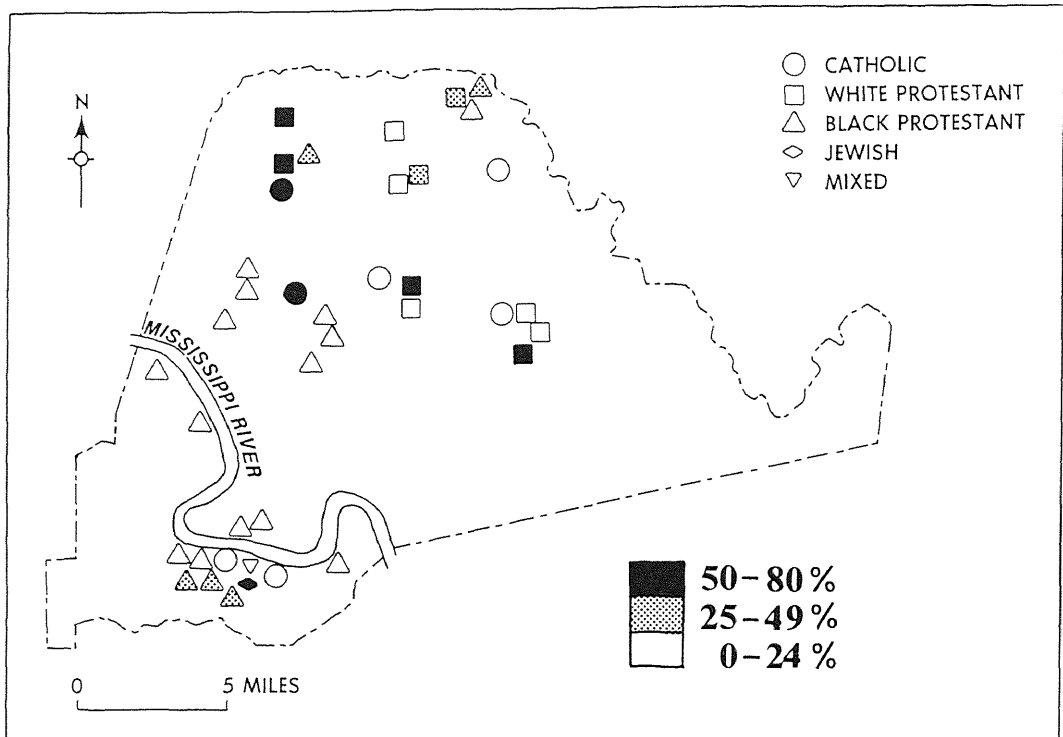 N
CATHOLIC
WHITE PROTESTANT
BLACK PROTESTANT
JEWISH
MIXED
MISSISSIPPI RIVER
50–80 %
25–49 %
0–24 %
0 5 MILES